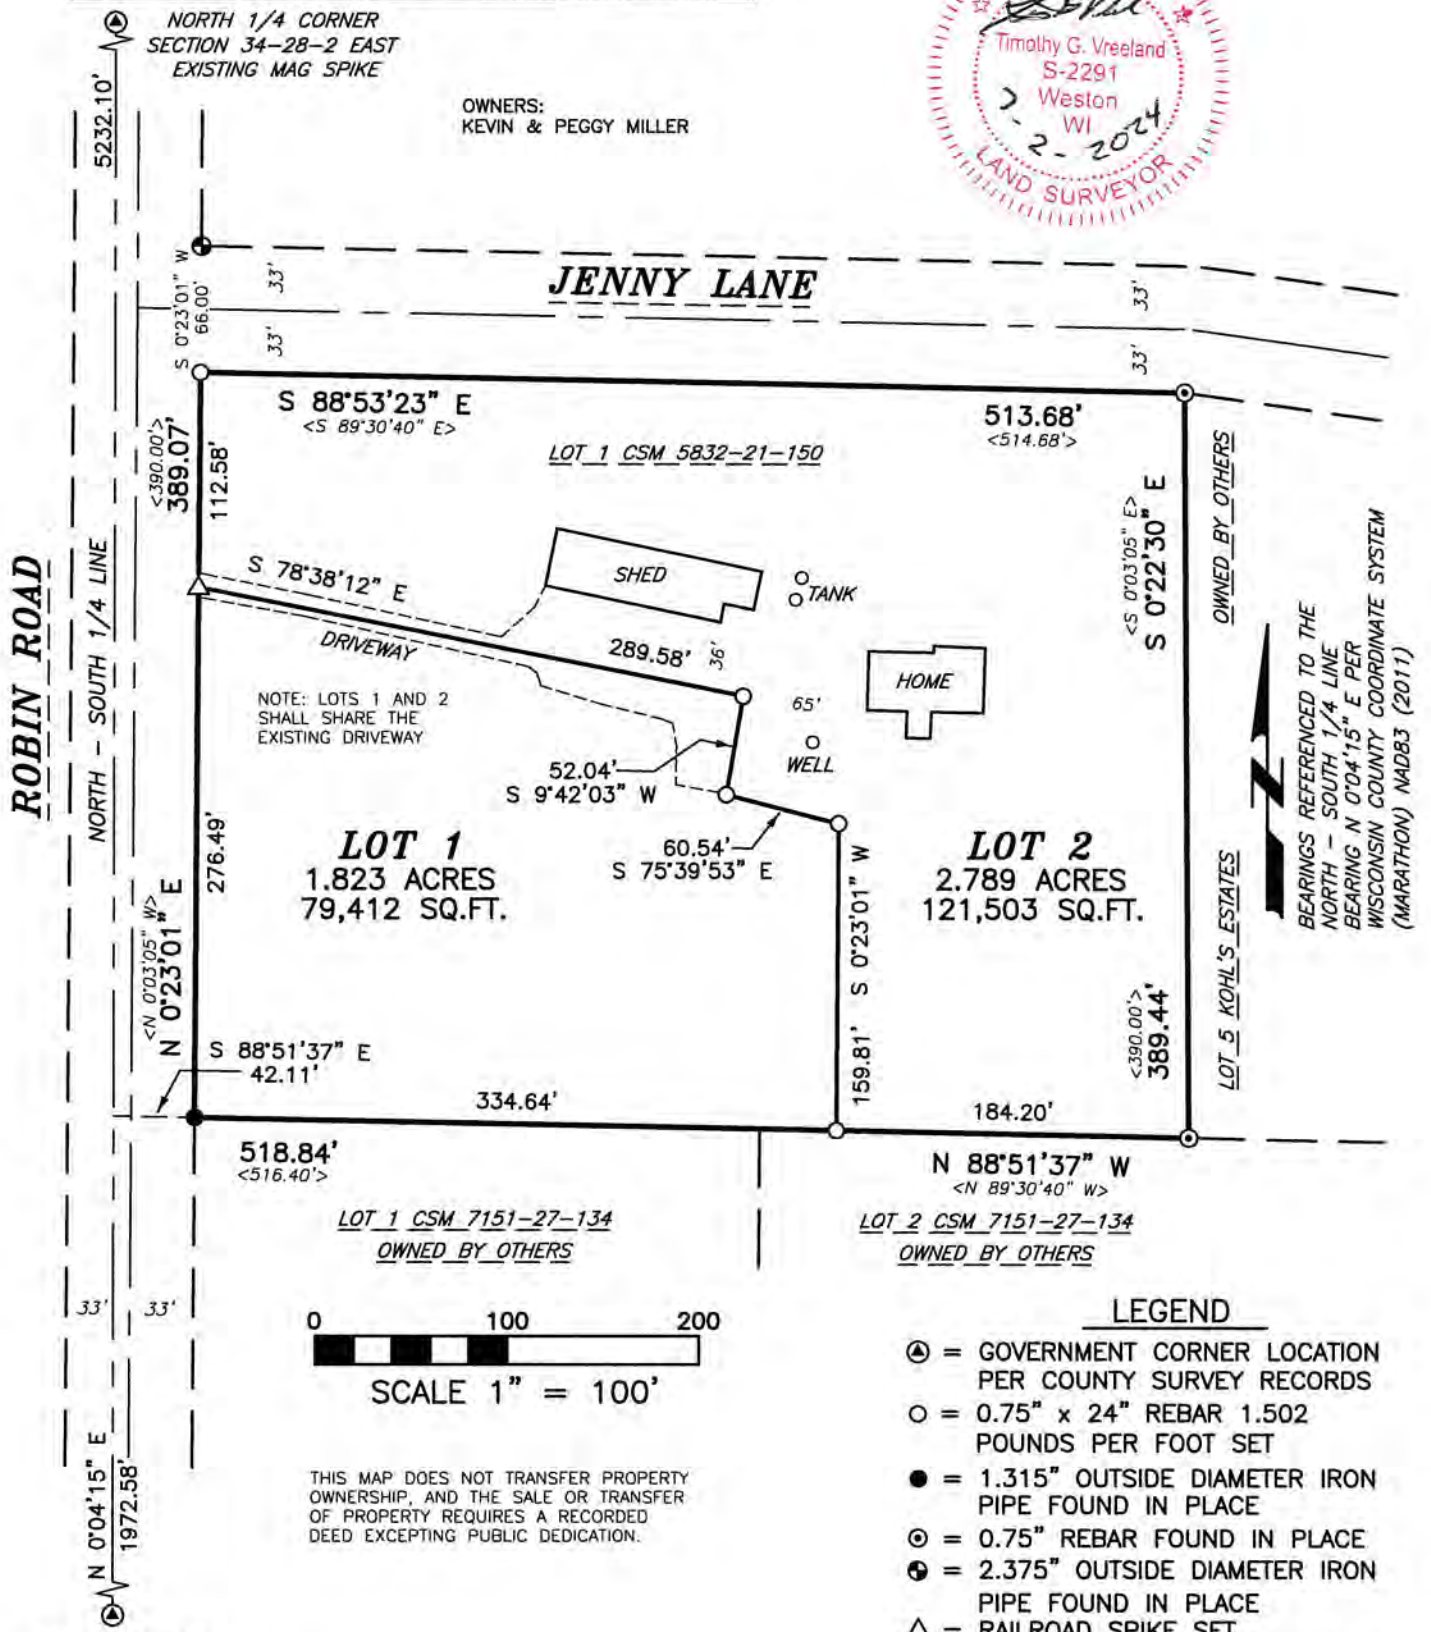 NORTH 1/4 CORNER
SECTION 34-28-2 EAST
EXISTING MAG SPIKE
5232.10'
OWNERS:
KEVIN & PEGGY MILLER
Timothy G. Vreeland
S-2291
Weston
WI
2-2024
LAND SURVEYOR
S 0°23'01" W
66.00'
33'
33'
JENNY LANE
33'
33'
S 88°53'23" E
<S 89°30'40" E>
513.68'
<514.68'>
LOT 1 CSM 5832-21-150
<390.00'>
389.07'
112.58'
S 78°38'12" E
SHED
TANK
DRIVEWAY
289.58'
36'
HOME
NOTE: LOTS 1 AND 2
SHALL SHARE THE
EXISTING DRIVEWAY
65'
WELL
52.04'
S 9°42'03" W
60.54'
S 75°39'53" E
ROBIN ROAD
NORTH - SOUTH 1/4 LINE
276.49'
LOT 1
1.823 ACRES
79,412 SQ.FT.
LOT 2
2.789 ACRES
121,503 SQ.FT.
<S 0°03'05" E>
S 0°22'30" E
OWNED BY OTHERS
LOT 5 KOHL'S ESTATES
BEARINGS REFERENCED TO THE
NORTH - SOUTH 1/4 LINE
BEARING N 0°04'15" E PER
WISCONSIN COUNTY COORDINATE SYSTEM
(MARATHON) NAD83 (2011)
<N 0°03'05" W>
N 0°23'01" E
159.81' S 0°23'01" W
<390.00'>
389.44'
S 88°51'37" E
42.11'
334.64'
184.20'
518.84'
<516.40'>
N 88°51'37" W
<N 89°30'40" W>
LOT 1 CSM 7151-27-134
OWNED BY OTHERS
LOT 2 CSM 7151-27-134
OWNED BY OTHERS
33'
33'
0 100 200
SCALE 1" = 100'
THIS MAP DOES NOT TRANSFER PROPERTY
OWNERSHIP, AND THE SALE OR TRANSFER
OF PROPERTY REQUIRES A RECORDED
DEED EXCEPTING PUBLIC DEDICATION.
N 0°04'15" E
1972.58'
LEGEND
= GOVERNMENT CORNER LOCATION
PER COUNTY SURVEY RECORDS
= 0.75" x 24" REBAR 1.502
POUNDS PER FOOT SET
= 1.315" OUTSIDE DIAMETER IRON
PIPE FOUND IN PLACE
= 0.75" REBAR FOUND IN PLACE
= 2.375" OUTSIDE DIAMETER IRON
PIPE FOUND IN PLACE
= RAILROAD SPIKE SET